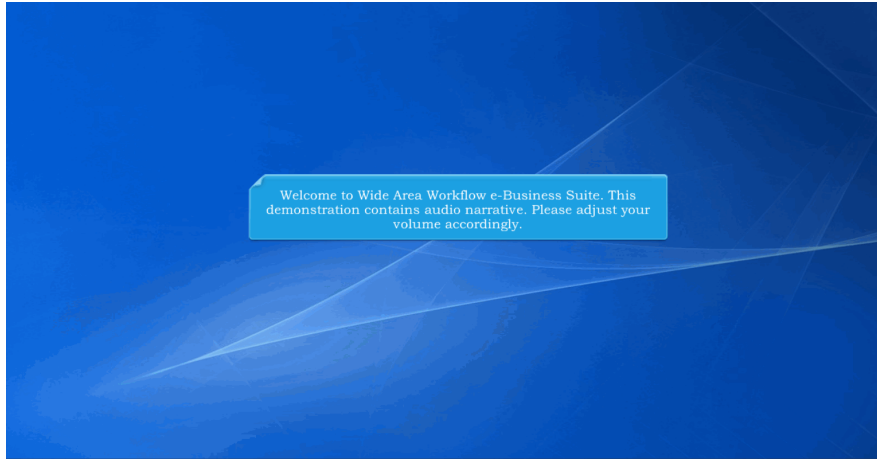 Welcome to Wide Area Workflow e-Business Suite. This
demonstration contains audio narrative. Please adjust your
volume accordingly.